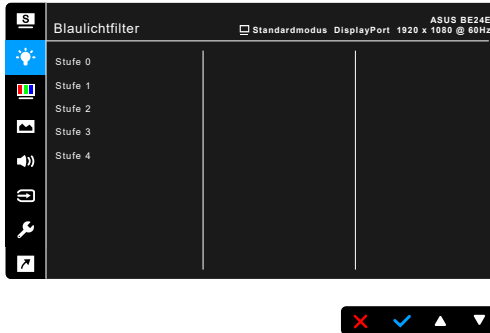 S
Blaulichtfilter
ASUS BE24E
Standardmodus DisplayPort 1920 x 1080 @ 60Hz
Stufe 0
Stufe 1
Stufe 2
Stufe 3
Stufe 4